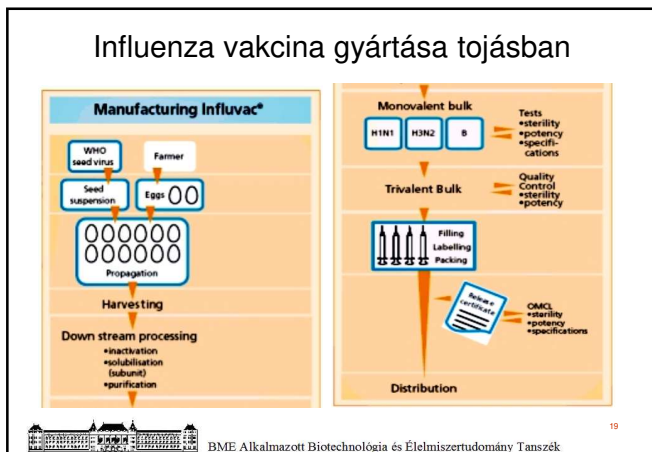 Influenza vakcina gyártása tojásban
Manufacturing Influvac®
WHO
seed virus
Farmer
Seed
suspension
Eggs
Propagation
Harvesting
Down stream processing
•inactivation
•solubilisation
(subunit)
•purification
Monovalent bulk
H1N1
H3N2
B
Tests
•sterility
•potency
•specifi-
cations
Trivalent Bulk
Quality
Control
•sterility
•potency
Filling
Labelling
Packing
Release
certificate
OMCL
•sterility
•potency
•specifications
Distribution
19
BME Alkalmazott Biotechnológia és Élelmiszertudomány Tanszék